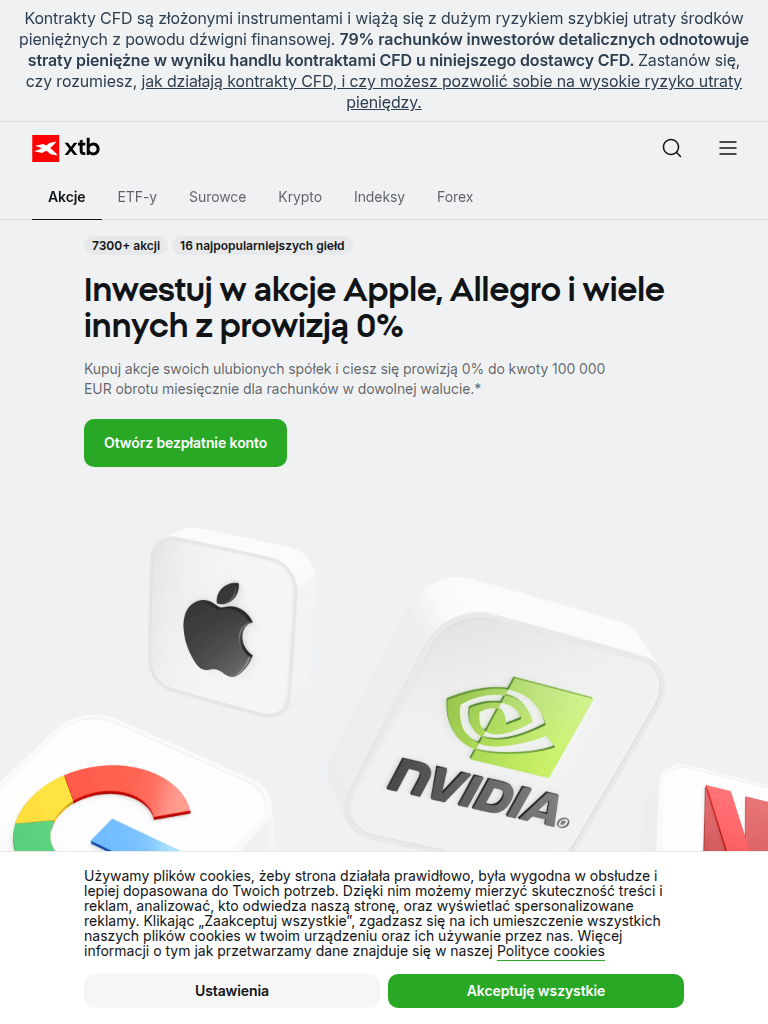 Kontrakty CFD są złożonymi instrumentami i wiążą się z dużym ryzykiem szybkiej utraty środków
pieniężnych z powodu dźwigni finansowej. 79% rachunków inwestorów detalicznych odnotowuje
straty pieniężne w wyniku handlu kontraktami CFD u niniejszego dostawcy CFD. Zastanów się,
czy rozumiesz, jak działają kontrakty CFD, i czy możesz pozwolić sobie na wysokie ryzyko utraty
pieniędzy.
xtb
Akcje ETF-y Surowce Krypto Indeksy Forex
7300+ akcji 16 najpopularniejszych giełd
Inwestuj w akcje Apple, Allegro i wiele
innych z prowizją 0%
Kupuj akcje swoich ulubionych spółek i ciesz się prowizją 0% do kwoty 100 000
EUR obrotu miesięcznie dla rachunków w dowolnej walucie.*
Otwórz bezpłatnie konto
NVIDIA®
Używamy plików cookies, żeby strona działała prawidłowo, była wygodna w obsłudze i
lepiej dopasowana do Twoich potrzeb. Dzięki nim możemy mierzyć skuteczność treści i
reklam, analizować, kto odwiedza naszą stronę, oraz wyświetlać spersonalizowane
reklamy. Klikając „Zaakceptuj wszystkie”, zgadzasz się na ich umieszczenie wszystkich
naszych plików cookies w twoim urządzeniu oraz ich używanie przez nas. Więcej
informacji o tym jak przetwarzamy dane znajduje się w naszej Polityce cookies
Ustawienia Akceptuję wszystkie